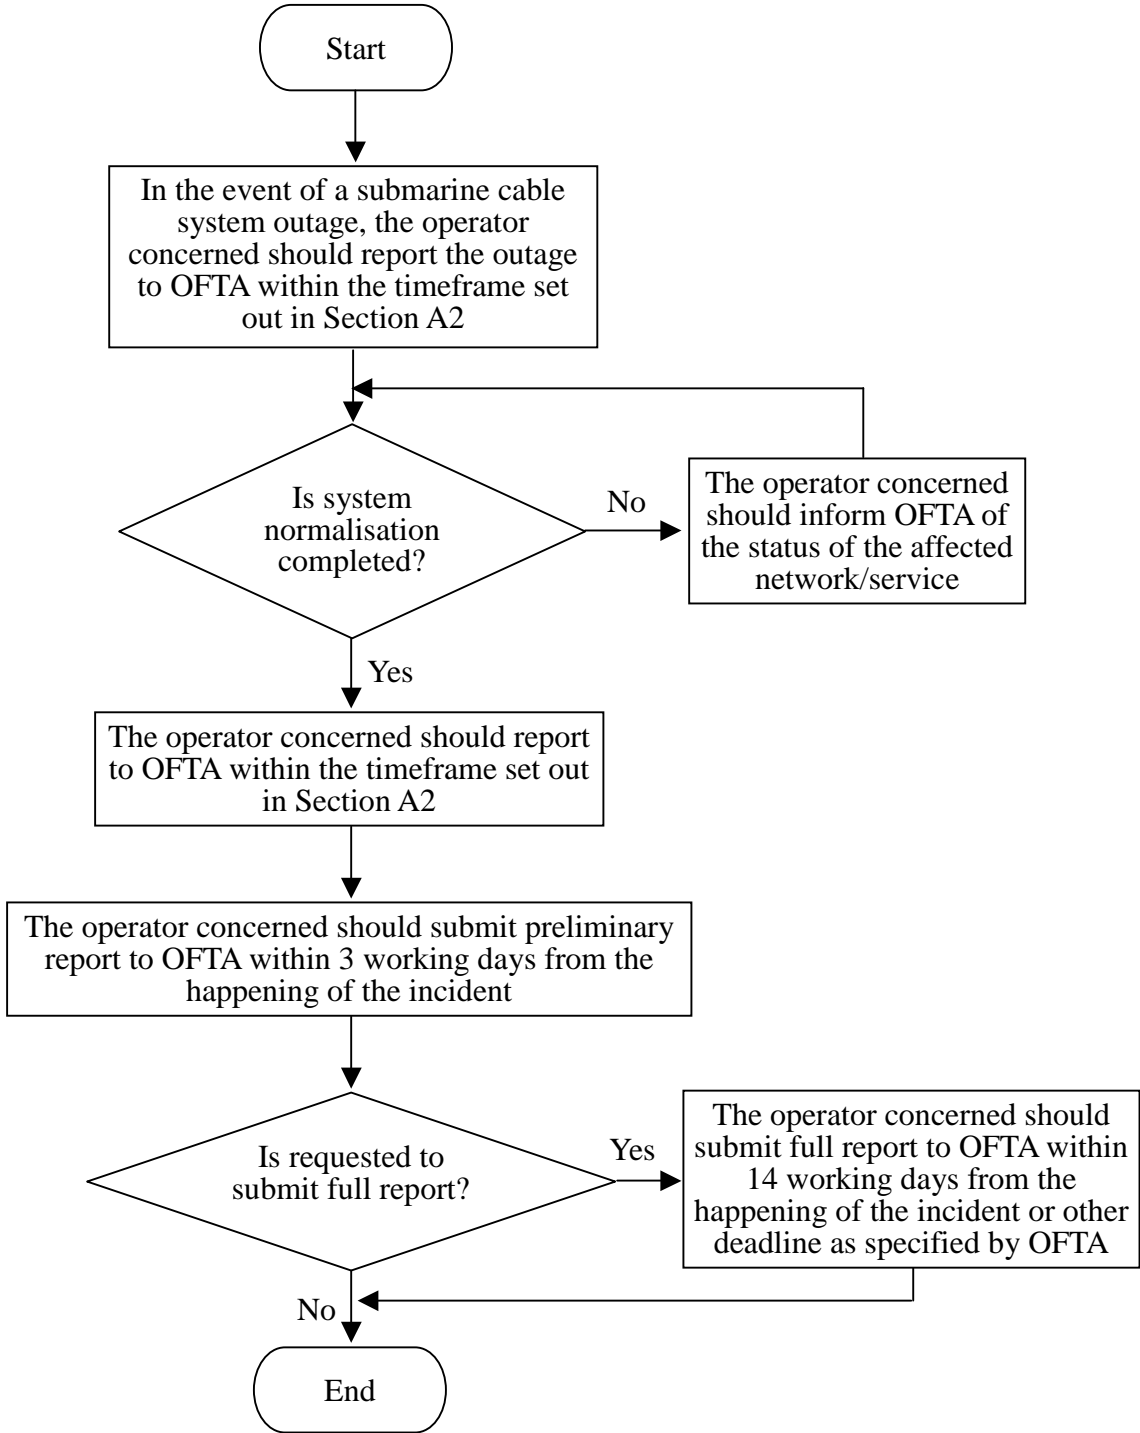 Start
In the event of a submarine cable
system outage, the operator
concerned should report the outage
to OFTA within the timeframe set
out in Section A2
Is system
normalisation
completed?
No
The operator concerned
should inform OFTA of
the status of the affected
network/service
Yes
The operator concerned should report
to OFTA within the timeframe set out
in Section A2
The operator concerned should submit preliminary
report to OFTA within 3 working days from the
happening of the incident
Is requested to
submit full report?
Yes
The operator concerned should
submit full report to OFTA within
14 working days from the
happening of the incident or other
deadline as specified by OFTA
No
End